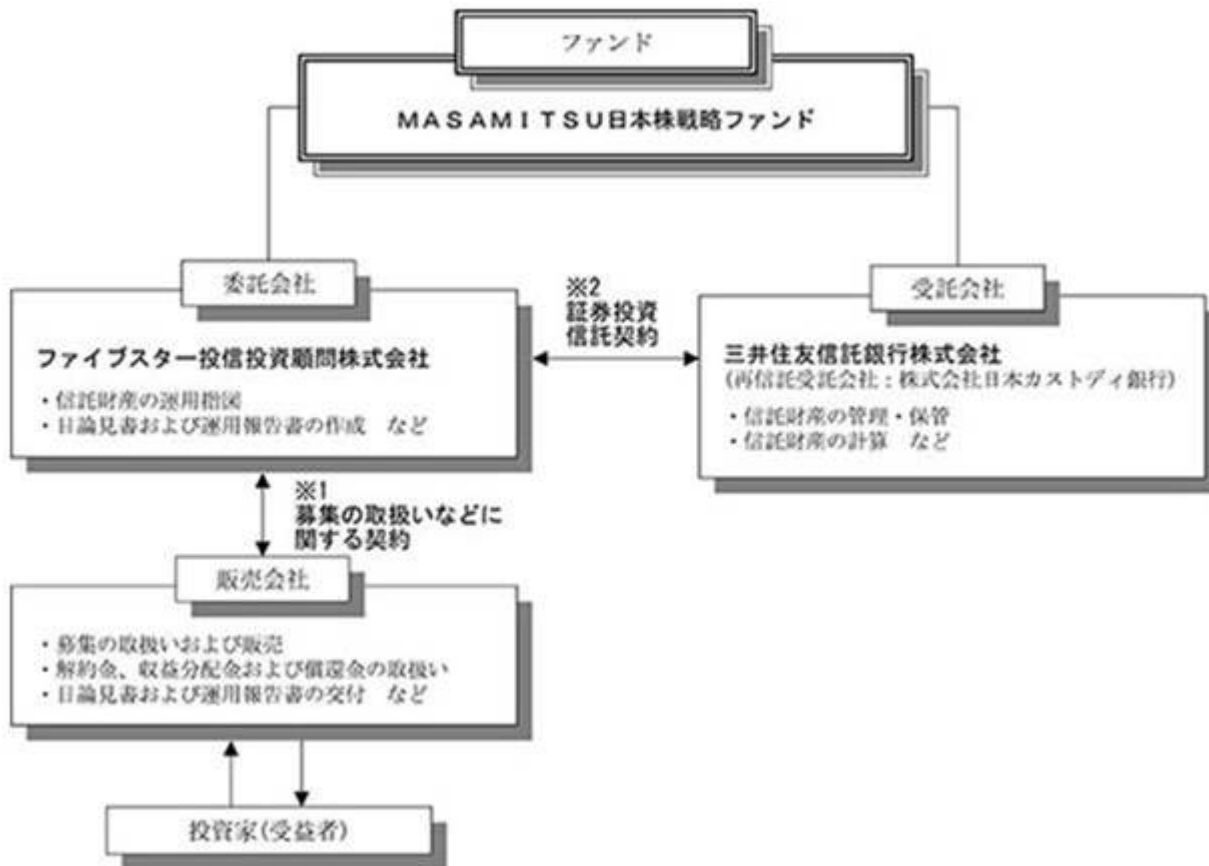 ファンド
MASAMITSU日本株戦略ファンド
委託会社
ファイブスター投信投資顧問株式会社
・信託財産の運用指図
・目論見書および運用報告書の作成　など
※2
証券投資
信託契約
受託会社
三井住友信託銀行株式会社
(再信託受託会社：株式会社日本カストディ銀行)
・信託財産の管理・保管
・信託財産の計算　など
※1
募集の取扱いなどに
関する契約
販売会社
・募集の取扱いおよび販売
・解約金、収益分配金および償還金の取扱い
・目論見書および運用報告書の交付　など
投資家(受益者)